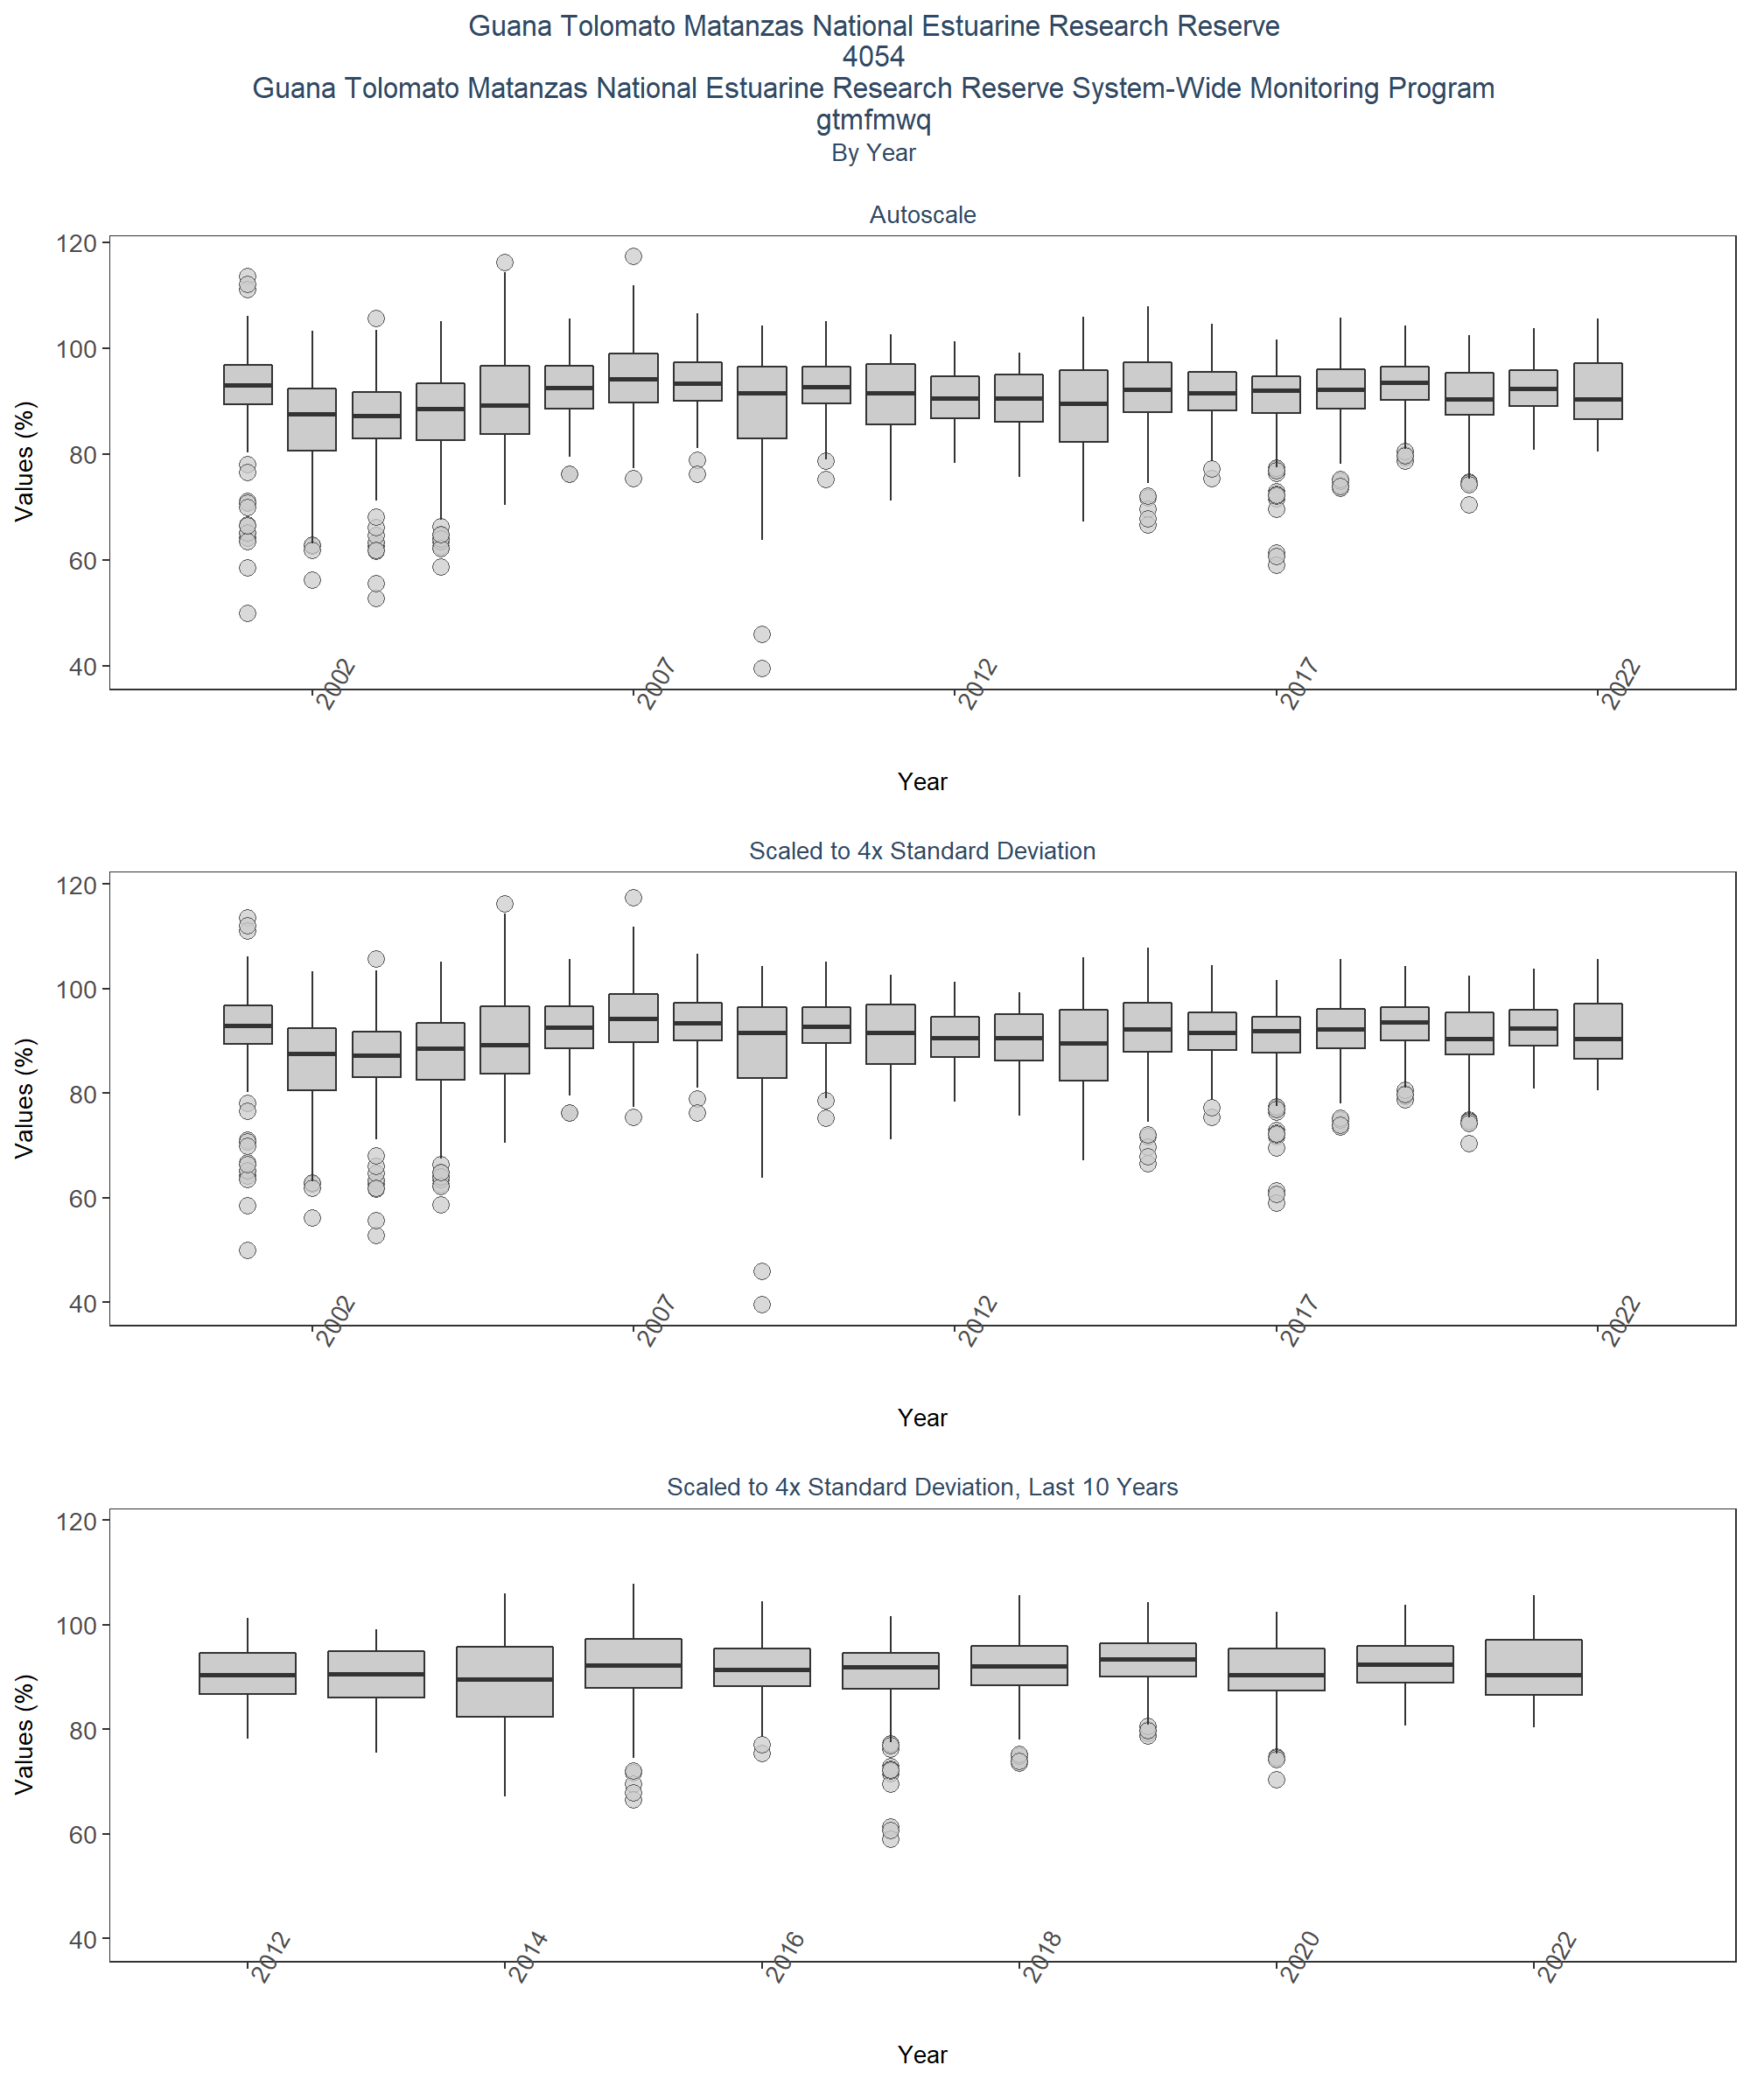 Guana Tolomato Matanzas National Estuarine Research Reserve
4054
Guana Tolomato Matanzas National Estuarine Research Reserve System-Wide Monitoring Program
gtmfmwq
By Year
Autoscale
Values (%)
120
100
80
60
40
2002
2007
2012
2017
2022
Year
Scaled to 4x Standard Deviation
Values (%)
120
100
80
60
40
2002
2007
2012
2017
2022
Year
Scaled to 4x Standard Deviation, Last 10 Years
Values (%)
120
100
80
60
40
2012
2014
2016
2018
2020
2022
Year